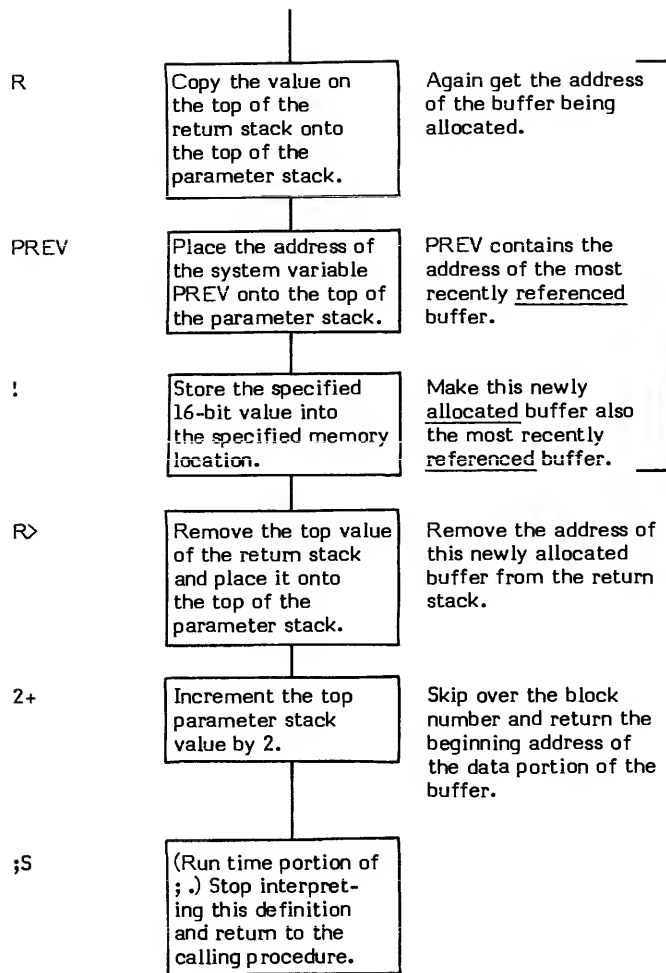 R
Copy the value on
the top of the
return stack onto
the top of the
parameter stack.
Again get the address
of the buffer being
allocated.
PREV
Place the address of
the system variable
PREV onto the top of
the parameter stack.
PREV contains the
address of the most
recently referenced
buffer.
!
Store the specified
16-bit value into
the specified memory
location.
Make this newly
allocated buffer also
the most recently
referenced buffer.
R>
Remove the top value
of the return stack
and place it onto
the top of the
parameter stack.
Remove the address of
this newly allocated
buffer from the return
stack.
2+
Increment the top
parameter stack
value by 2.
Skip over the block
number and return the
beginning address of
the data portion of the
buffer.
;S
(Run time portion of
; .) Stop interpret-
ing this definition
and return to the
calling procedure.